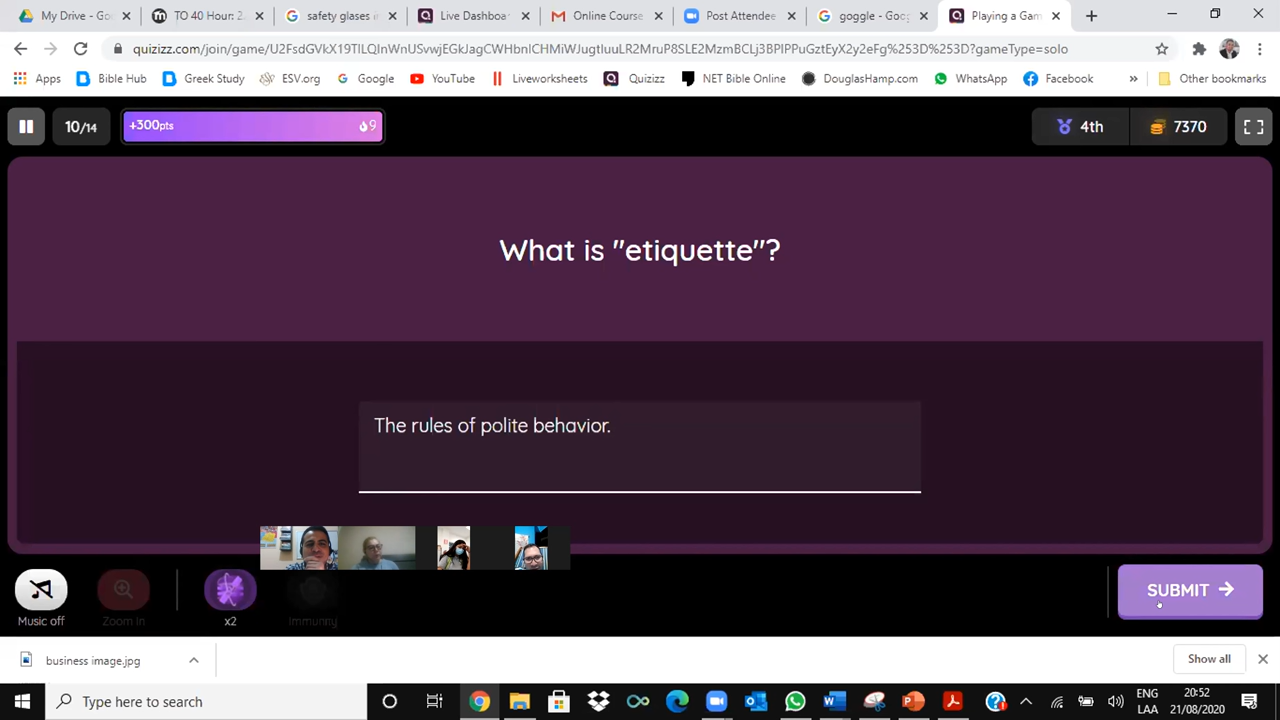 My Drive - Goo
TO 40 Hour: 2
safety glases i
Live Dashboa
Gmail Online Course
Post Attendee
goggle - Goog
Playing a Gam
quizizz.com/join/game/U2FsdGVkX19TlLQInWnUSvwjEGkJagCWHbnICHMiWJugtIuuLR2MruP8SLE2MzmBCLj3BPlPPuGztEyX2y2eFg%253D%253D?gameType=solo
Apps
Bible Hub
Greek Study
ESV.org
Google
YouTube
Liveworksheets
Quizizz
NET Bible Online
DouglasHamp.com
WhatsApp
Facebook
»
Other bookmarks
10/14
+300pts
9
4th
7370
What is "etiquette"?
The rules of polite behavior.
Music off
Zoom In
x2
Immunity
SUBMIT
business image.jpg
Show all
Type here to search
ENG
LAA
20:52
21/08/2020